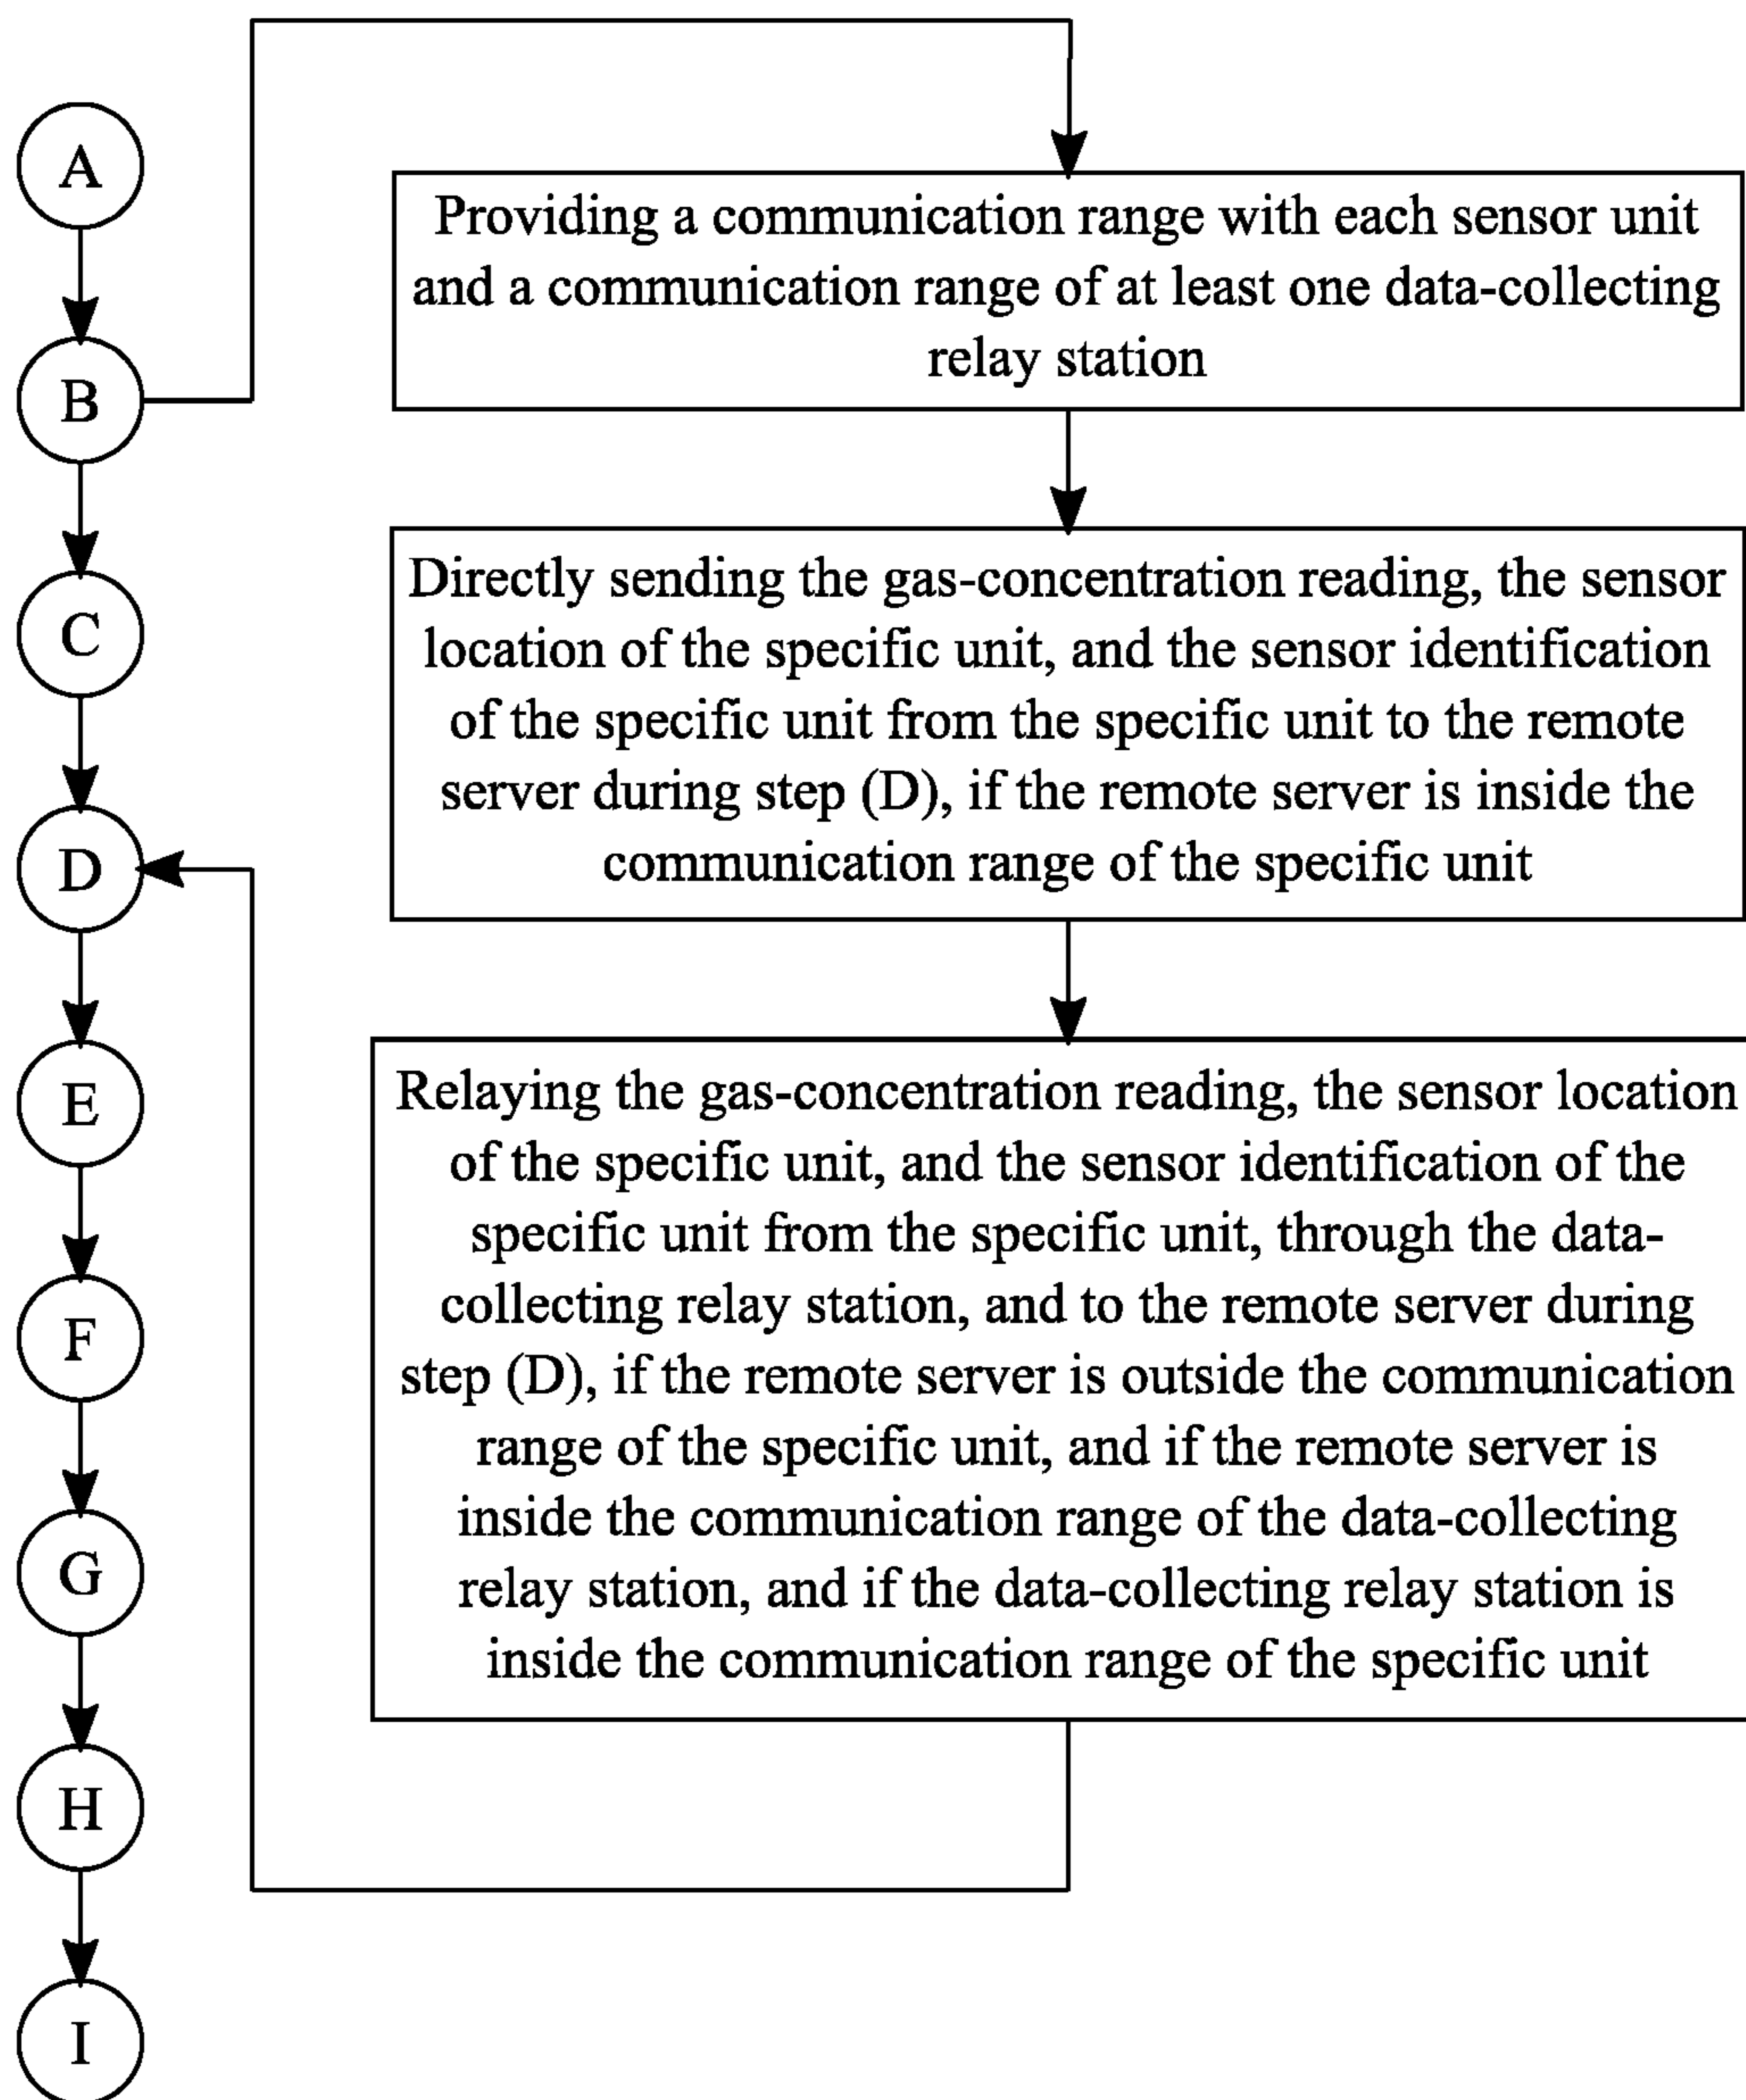 A
B
C
D
E
F
G
H
I
Providing a communication range with each sensor unit
and a communication range of at least one data-collecting
relay station
Directly sending the gas-concentration reading, the sensor
location of the specific unit, and the sensor identification
of the specific unit from the specific unit to the remote
server during step (D), if the remote server is inside the
communication range of the specific unit
Relaying the gas-concentration reading, the sensor location
of the specific unit, and the sensor identification of the
specific unit from the specific unit, through the data-
collecting relay station, and to the remote server during
step (D), if the remote server is outside the communication
range of the specific unit, and if the remote server is
inside the communication range of the data-collecting
relay station, and if the data-collecting relay station is
inside the communication range of the specific unit